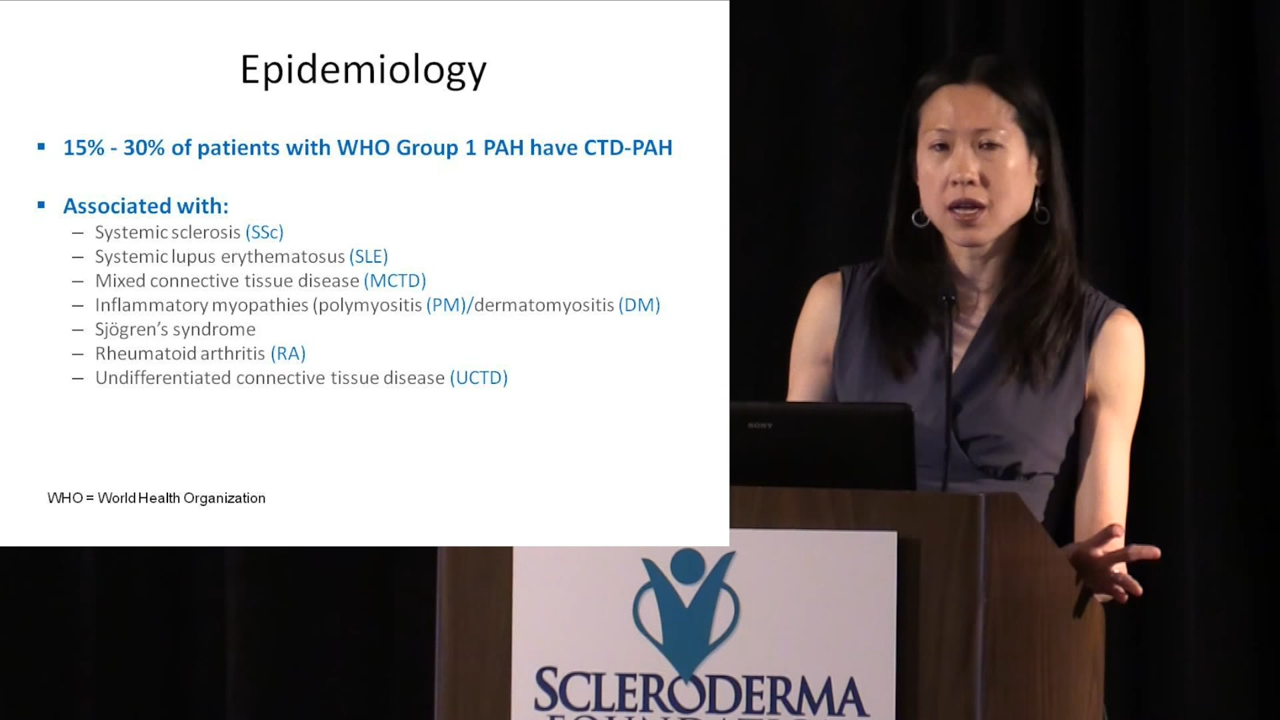 Epidemiology
▪ 15% - 30% of patients with WHO Group 1 PAH have CTD-PAH
▪ Associated with:
– Systemic sclerosis (SSc)
– Systemic lupus erythematosus (SLE)
– Mixed connective tissue disease (MCTD)
– Inflammatory myopathies (polymyositis (PM)/dermatomyositis (DM)
– Sjögren's syndrome
– Rheumatoid arthritis (RA)
– Undifferentiated connective tissue disease (UCTD)
WHO = World Health Organization
SONY
SCLERODERMA